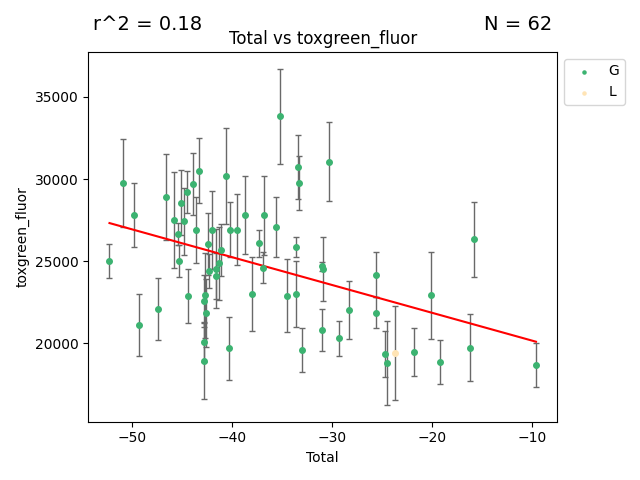 r^2 = 0.18
N = 62
Total vs toxgreen_fluor
G
L
35000
30000
25000
20000
toxgreen_fluor
−50
−40
−30
−20
−10
Total